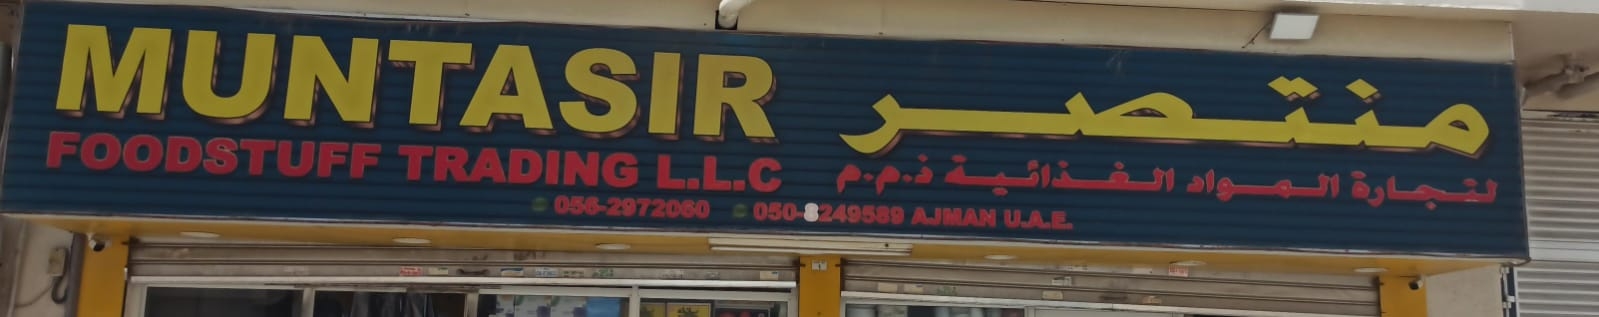 MUNTASIR
منتصر
FOODSTUFF TRADING L.L.C
لتجارة المواد الغذائية ذ.م.م
056-2972060 050-8249589 AJMAN U.A.E.